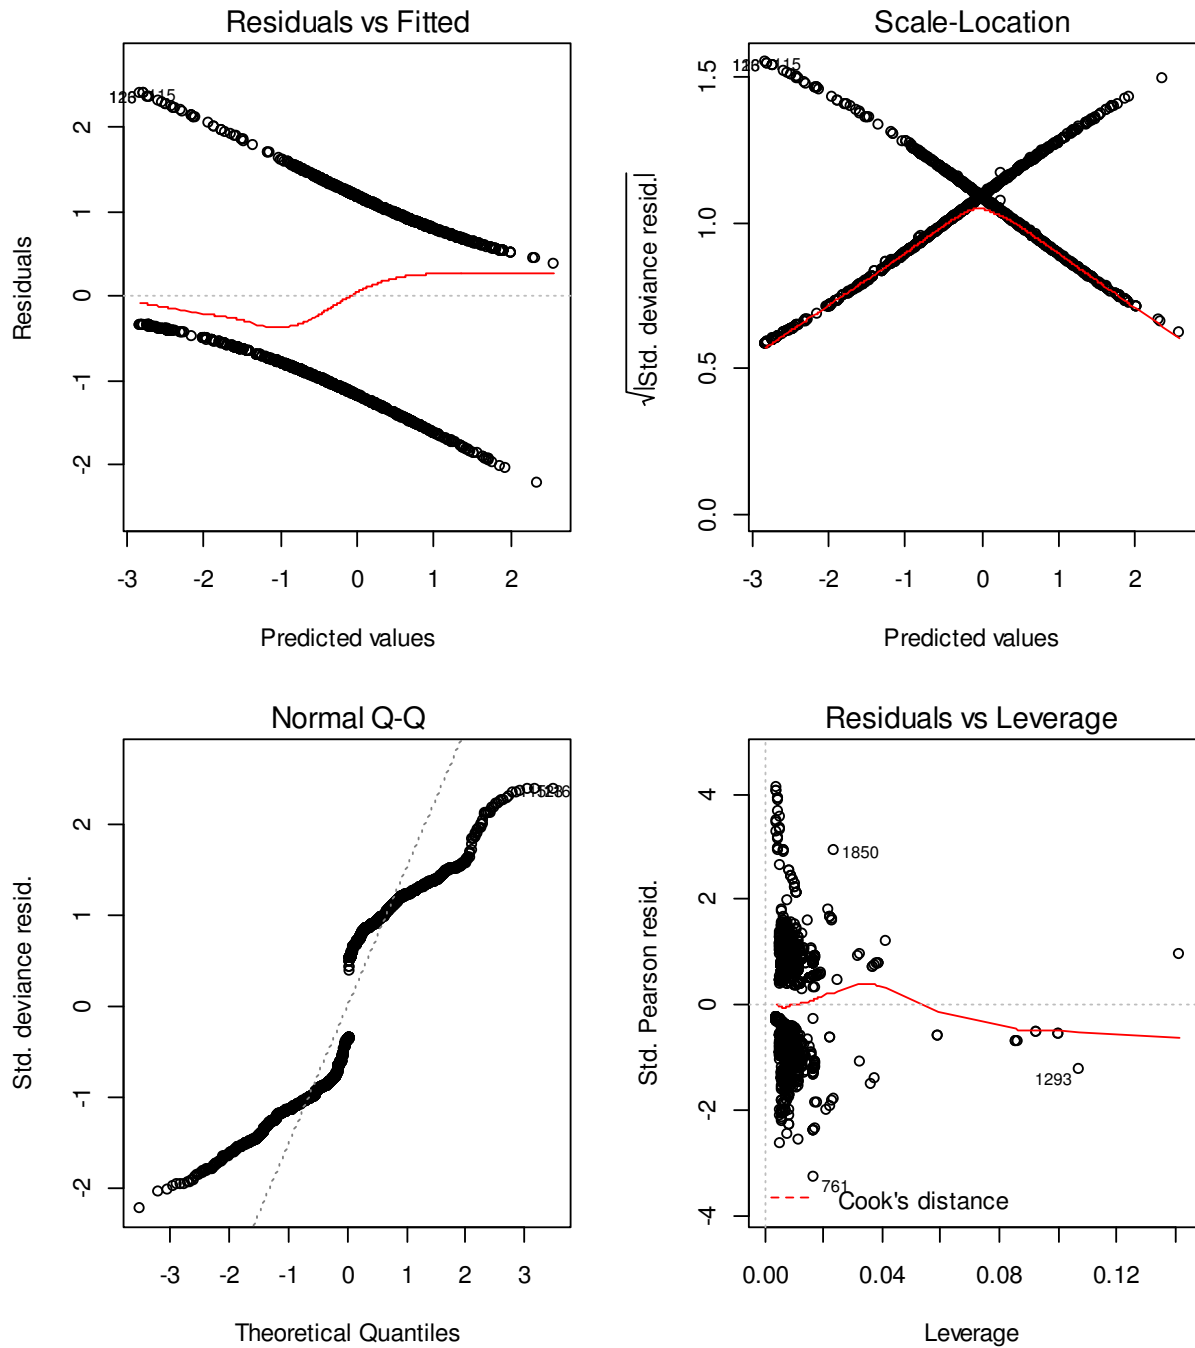 Residuals vs Fitted
Residuals
2
1
0
-1
-2
-3 -2 -1 0 1 2
Predicted values
Scale-Location
√|Std. deviance resid.|
1.5
1.0
0.5
0.0
-3 -2 -1 0 1 2
Predicted values
Normal Q-Q
Std. deviance resid.
2
1
0
-1
-2
-3 -2 -1 0 1 2 3
Theoretical Quantiles
Residuals vs Leverage
Std. Pearson resid.
4
2
0
-2
-4
1850
1293
761
Cook's distance
0.00 0.04 0.08 0.12
Leverage